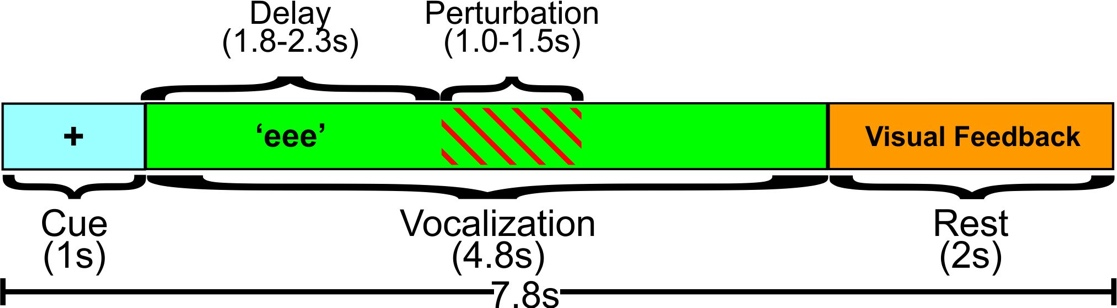 Delay
(1.8-2.3s)
Perturbation
(1.0-1.5s)
+
‘eee’
Visual Feedback
Cue
(1s)
Vocalization
(4.8s)
Rest
(2s)
7.8s